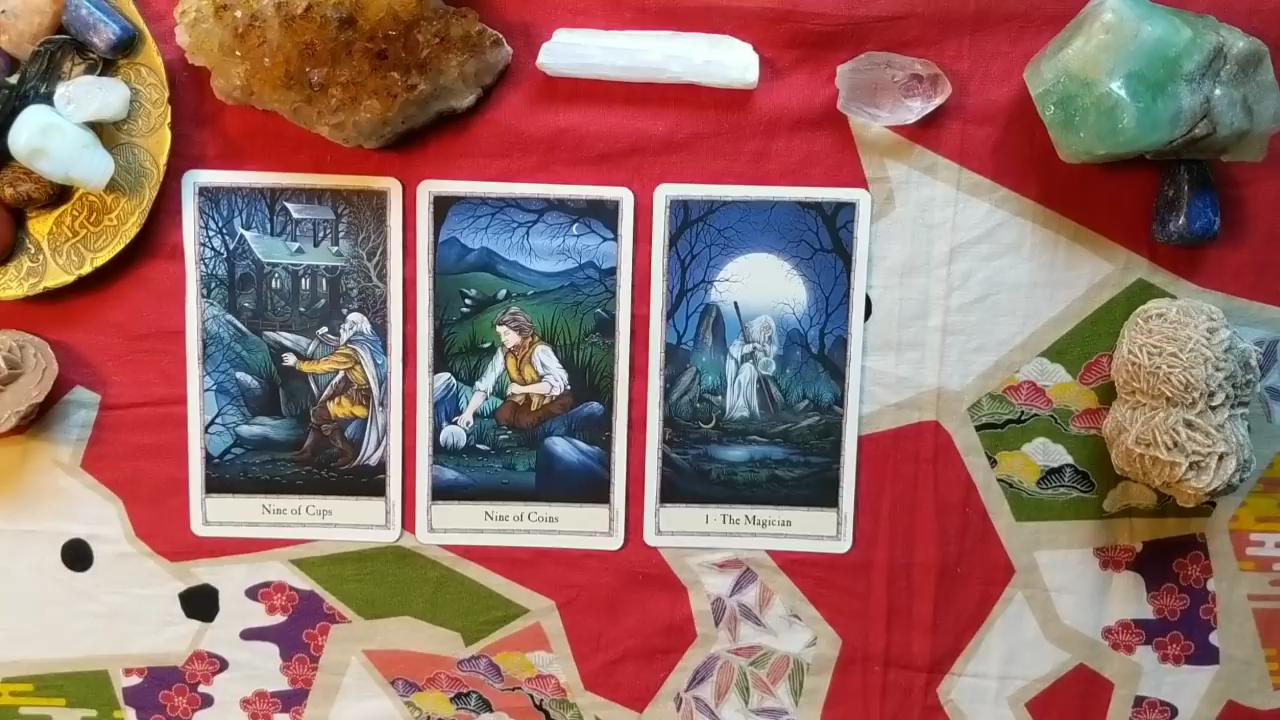 Nine of Cups
Nine of Coins
1 · The Magician